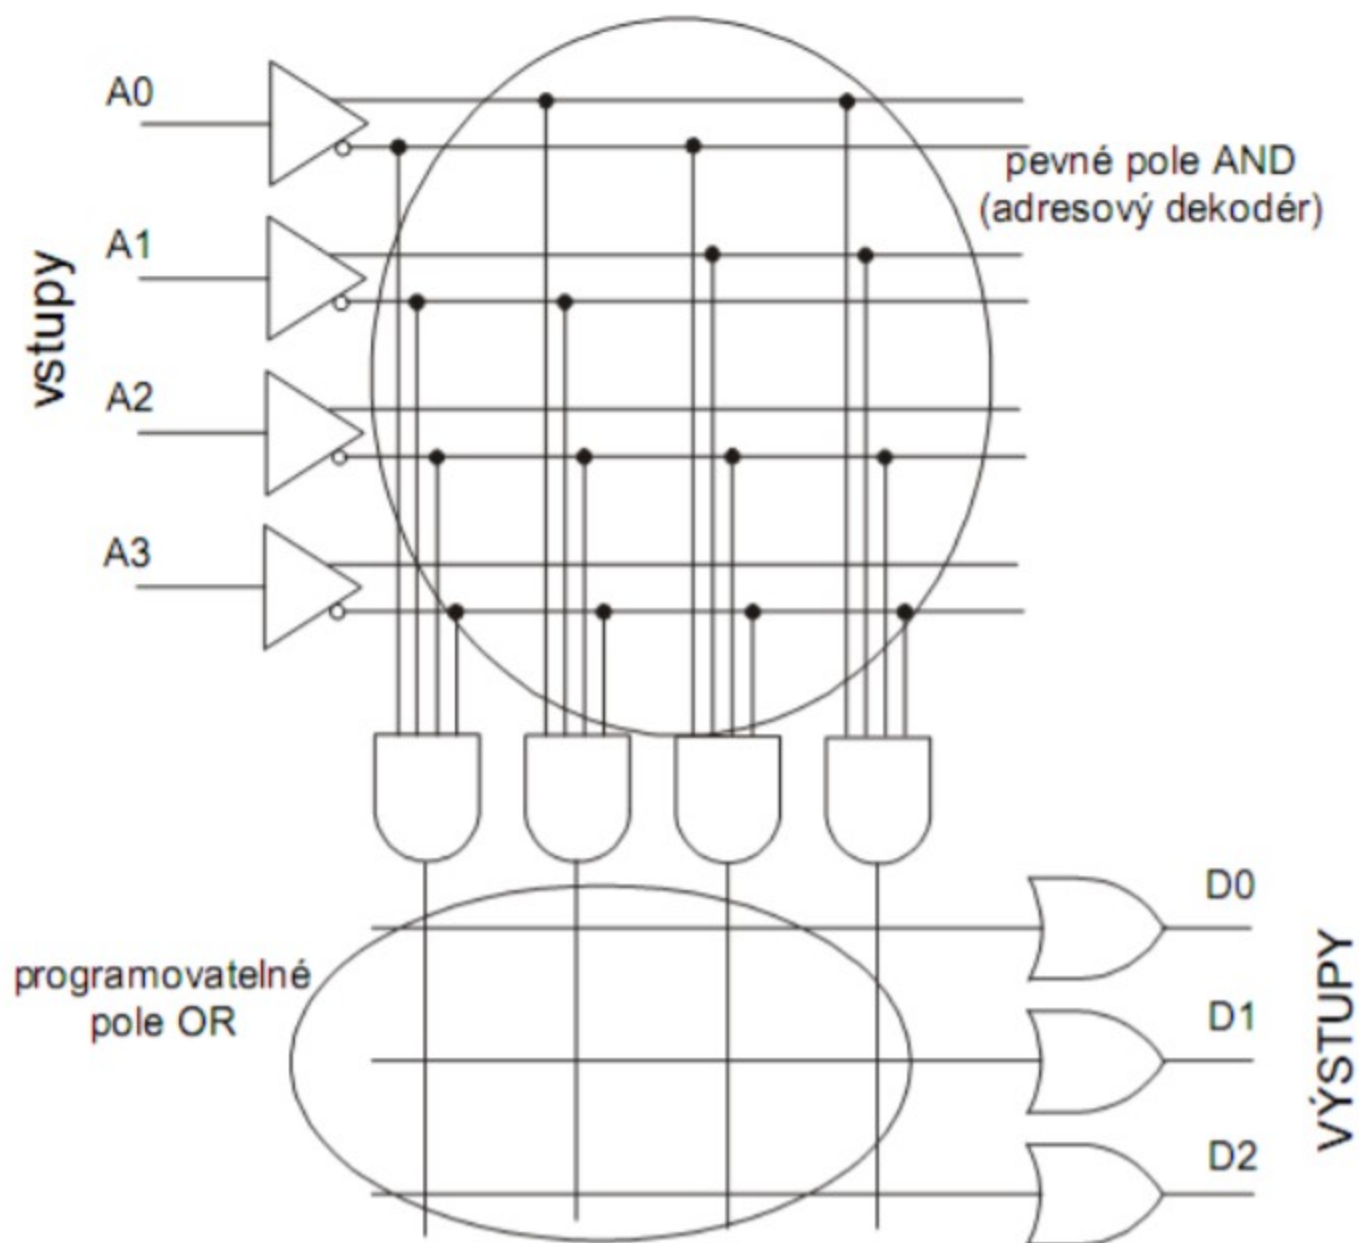 A0
pevné pole AND
(adresový dekodér)
A1
vstupy
A2
A3
D0
programovatelné
pole OR
D1
VÝSTUPY
D2